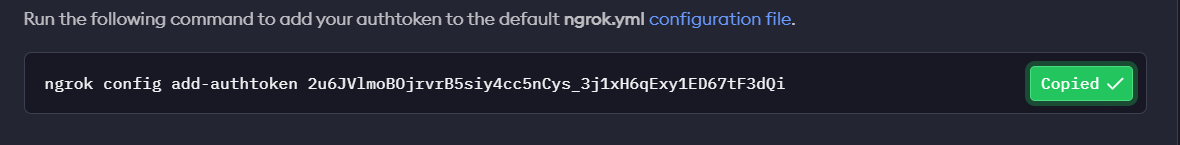 Run the following command to add your authtoken to the default ngrok.yml configuration file.
ngrok config add-authtoken 2u6JVlmoBOjrvrB5siy4cc5nCys_3j1xH6qExy1ED67tF3dQi
Copied